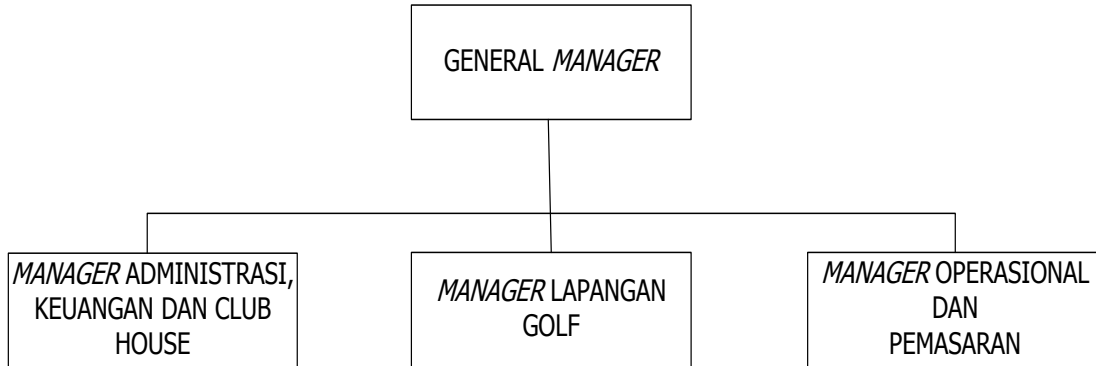 GENERAL MANAGER
MANAGER ADMINISTRASI,
KEUANGAN DAN CLUB
HOUSE
MANAGER LAPANGAN
GOLF
MANAGER OPERASIONAL
DAN
PEMASARAN